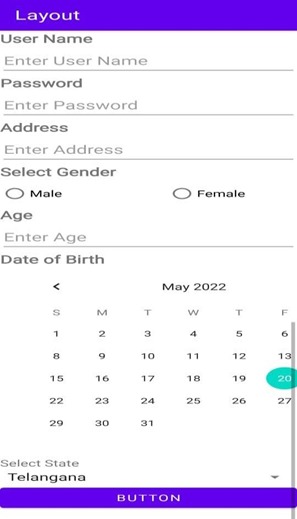 Layout
User Name
Enter User Name
Password
Enter Password
Address
Enter Address
Select Gender
Male Female
Age
Enter Age
Date of Birth
< May 2022
S M T W T F
1 2 3 4 5 6
8 9 10 11 12 13
15 16 17 18 19 20
22 23 24 25 26 27
29 30 31
Select State
Telangana
BUTTON